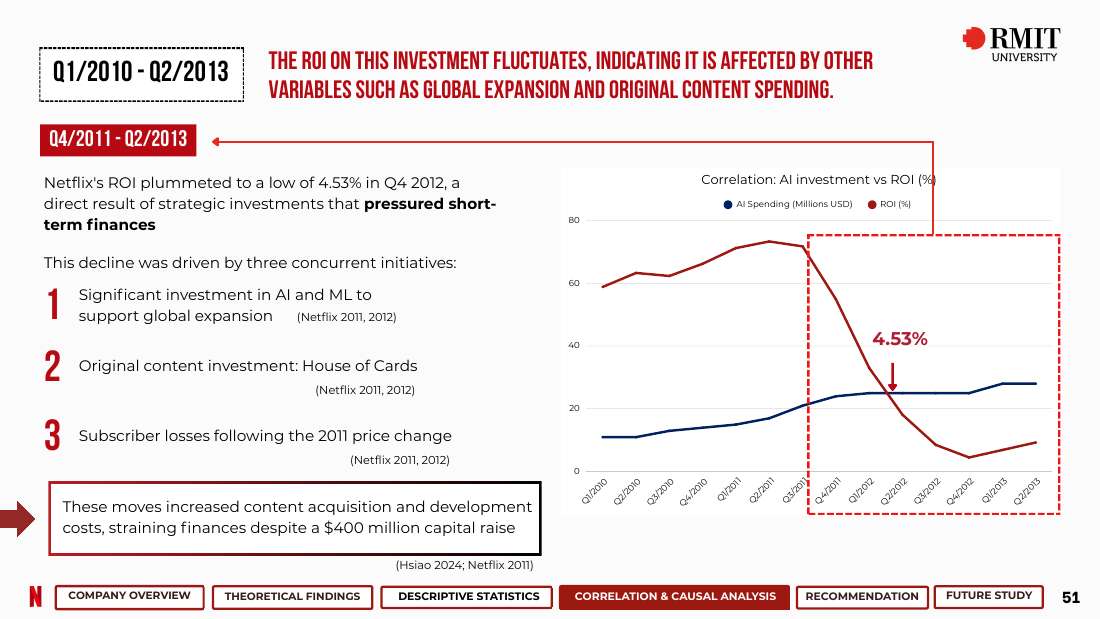 RMIT
UNIVERSITY
Q1/2010 - Q2/2013
THE ROI ON THIS INVESTMENT FLUCTUATES, INDICATING IT IS AFFECTED BY OTHER
VARIABLES SUCH AS GLOBAL EXPANSION AND ORIGINAL CONTENT SPENDING.
Q4/2011 - Q2/2013
Netflix's ROI plummeted to a low of 4.53% in Q4 2012, a
direct result of strategic investments that pressured short-
term finances
This decline was driven by three concurrent initiatives:
1 Significant investment in AI and ML to
support global expansion (Netflix 2011, 2012)
2 Original content investment: House of Cards
(Netflix 2011, 2012)
3 Subscriber losses following the 2011 price change
(Netflix 2011, 2012)
These moves increased content acquisition and development
costs, straining finances despite a $400 million capital raise
(Hsiao 2024; Netflix 2011)
Correlation: AI investment vs ROI (%)
AI Spending (Millions USD) ROI (%)
80
60
40
20
0
4.53%
Q1/2010 Q2/2010 Q3/2010 Q4/2010 Q1/2011 Q2/2011 Q3/2011 Q4/2011 Q1/2012 Q2/2012 Q3/2012 Q4/2012 Q1/2013 Q2/2013
N COMPANY OVERVIEW THEORETICAL FINDINGS DESCRIPTIVE STATISTICS CORRELATION & CAUSAL ANALYSIS RECOMMENDATION FUTURE STUDY 51